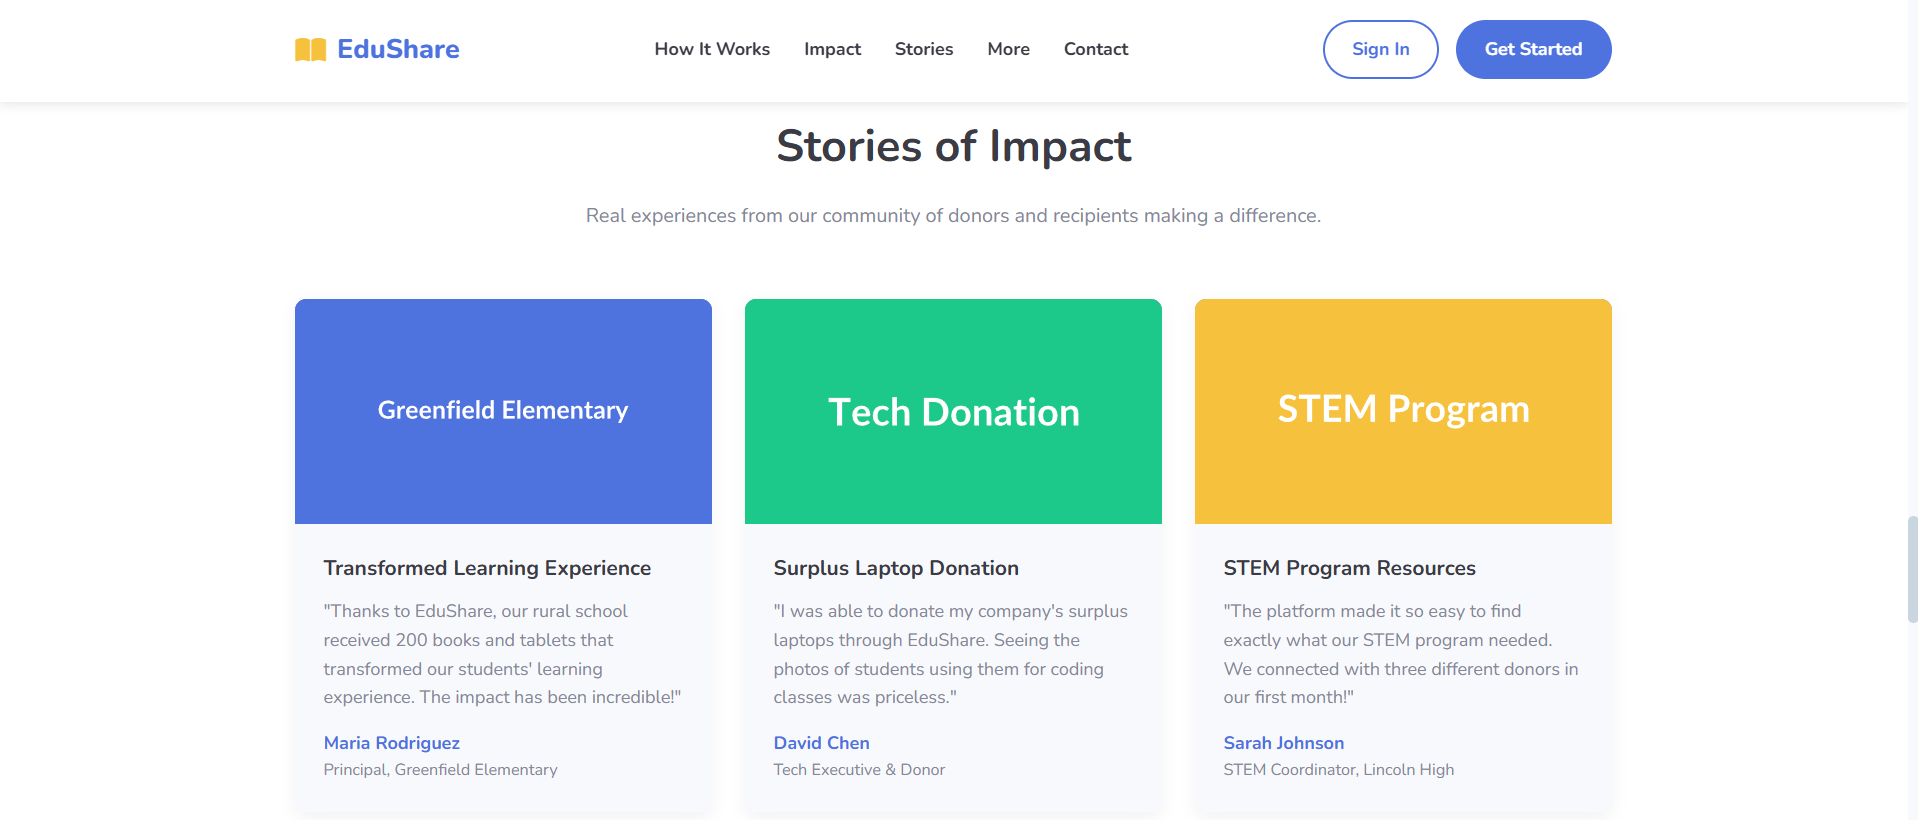 EduShare
How It Works
Impact
Stories
More
Contact
Sign In
Get Started
Stories of Impact
Real experiences from our community of donors and recipients making a difference.
Greenfield Elementary
Transformed Learning Experience
"Thanks to EduShare, our rural school
received 200 books and tablets that
transformed our students' learning
experience. The impact has been incredible!"
Maria Rodriguez
Principal, Greenfield Elementary
Tech Donation
Surplus Laptop Donation
"I was able to donate my company's surplus
laptops through EduShare. Seeing the
photos of students using them for coding
classes was priceless."
David Chen
Tech Executive & Donor
STEM Program
STEM Program Resources
"The platform made it so easy to find
exactly what our STEM program needed.
We connected with three different donors in
our first month!"
Sarah Johnson
STEM Coordinator, Lincoln High